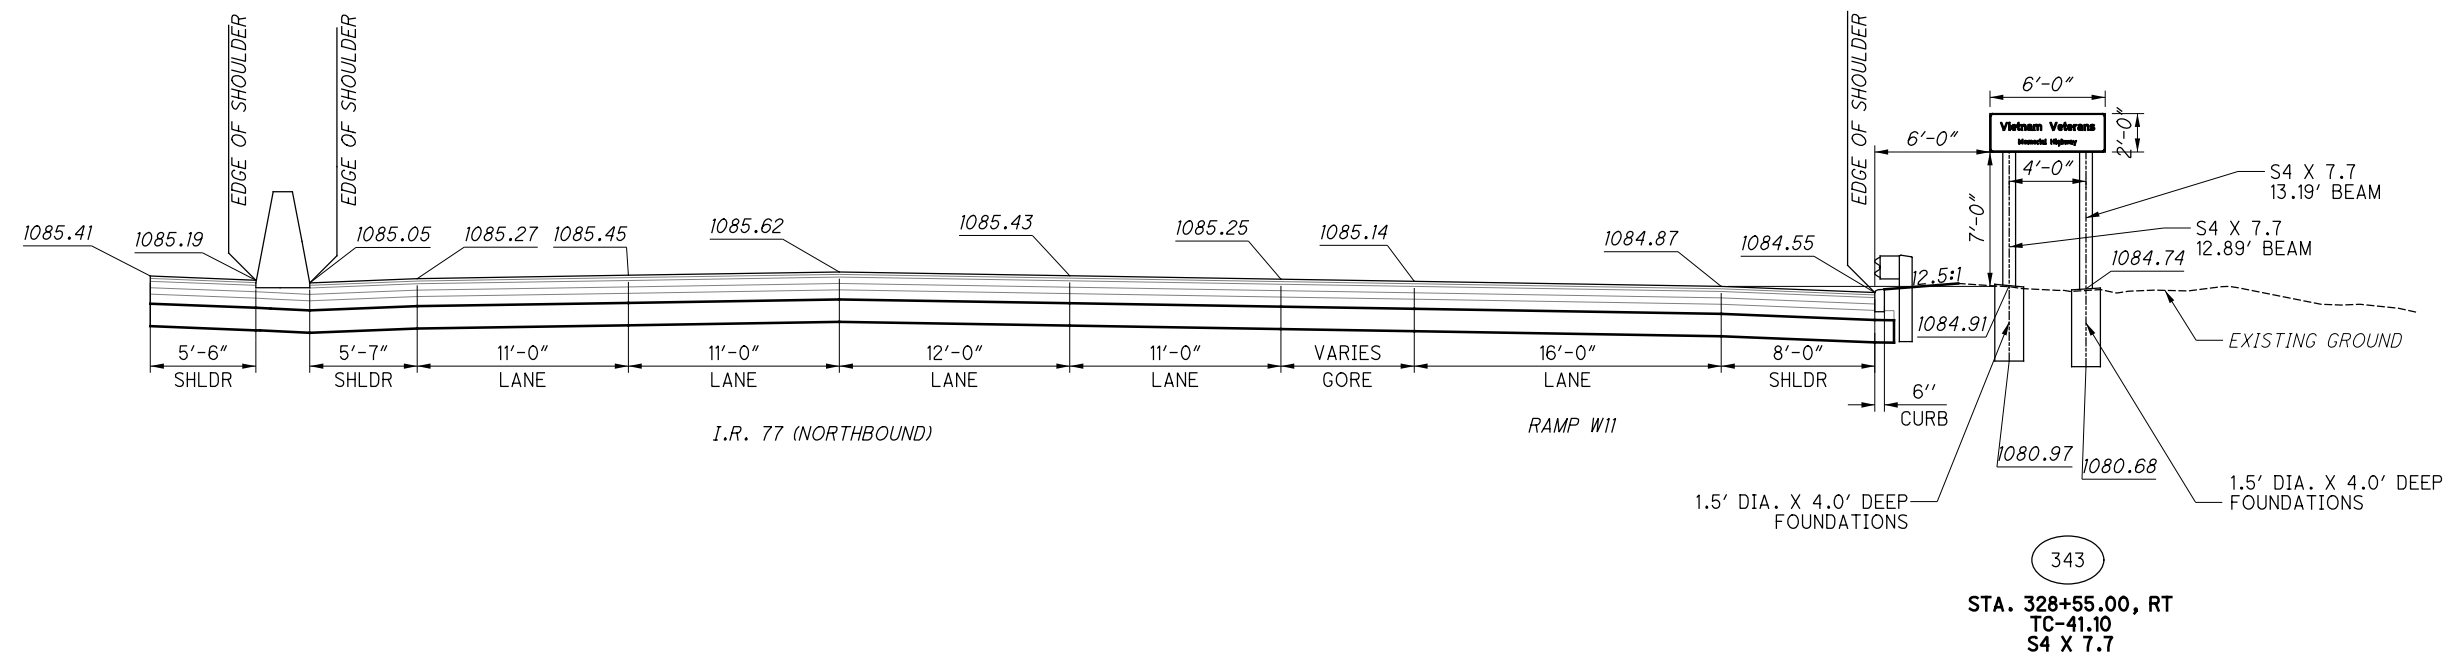 EDGE OF SHOULDER
EDGE OF SHOULDER
EDGE OF SHOULDER
6'-0"
Vietnam Veterans
Memorial Highway
2'-0"
6'-0"
4'-0"
7'-0"
S4 X 7.7
13.19' BEAM
S4 X 7.7
12.89' BEAM
1085.41
1085.19
1085.05
1085.27
1085.45
1085.62
1085.43
1085.25
1085.14
1084.87
1084.55
12.5:1
1084.74
1084.91
EXISTING GROUND
5'-6"
SHLDR
5'-7"
SHLDR
11'-0"
LANE
11'-0"
LANE
12'-0"
LANE
11'-0"
LANE
VARIES
GORE
16'-0"
LANE
8'-0"
SHLDR
6''
CURB
I.R. 77 (NORTHBOUND)
RAMP W11
1080.97
1080.68
1.5' DIA. X 4.0' DEEP
FOUNDATIONS
1.5' DIA. X 4.0' DEEP
FOUNDATIONS
343
STA. 328+55.00, RT
TC-41.10
S4 X 7.7